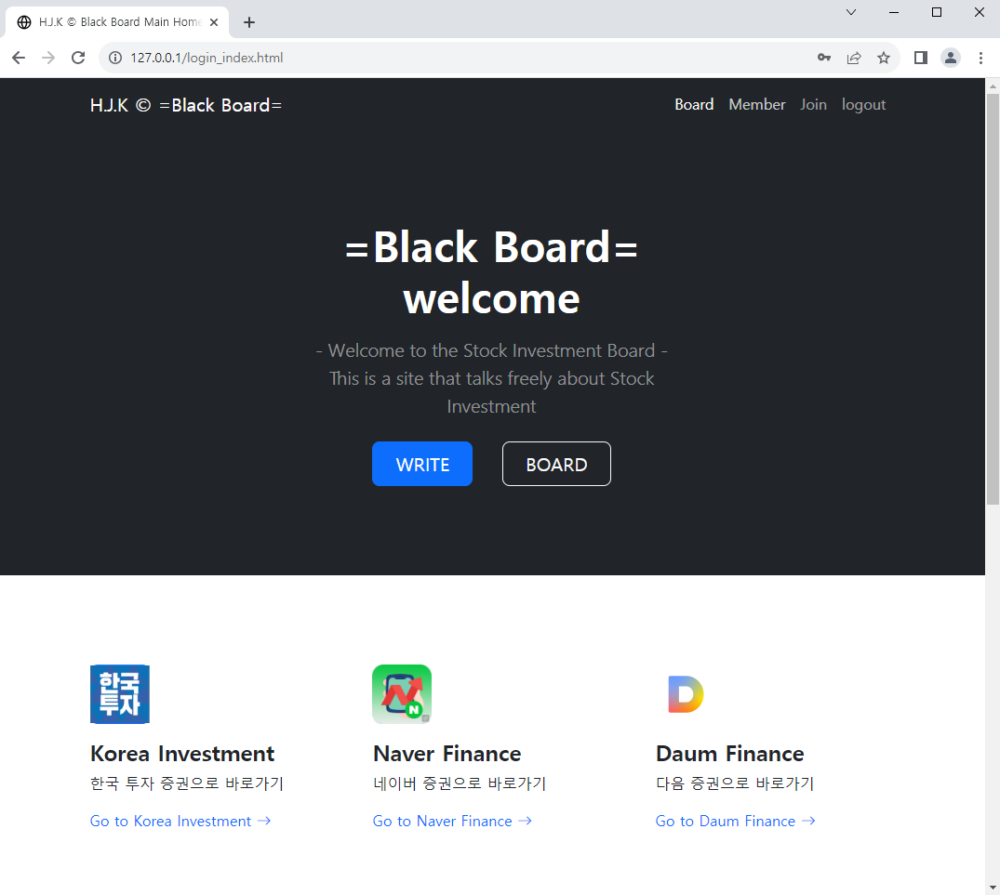 H.J.K © Black Board Main Home
127.0.0.1/login_index.html
H.J.K © =Black Board=
Board Member Join logout
=Black Board=
welcome
- Welcome to the Stock Investment Board -
This is a site that talks freely about Stock
Investment
WRITE BOARD
한국
투자
N
D
Korea Investment
한국 투자 증권으로 바로가기
Go to Korea Investment →
Naver Finance
네이버 증권으로 바로가기
Go to Naver Finance →
Daum Finance
다음 증권으로 바로가기
Go to Daum Finance →